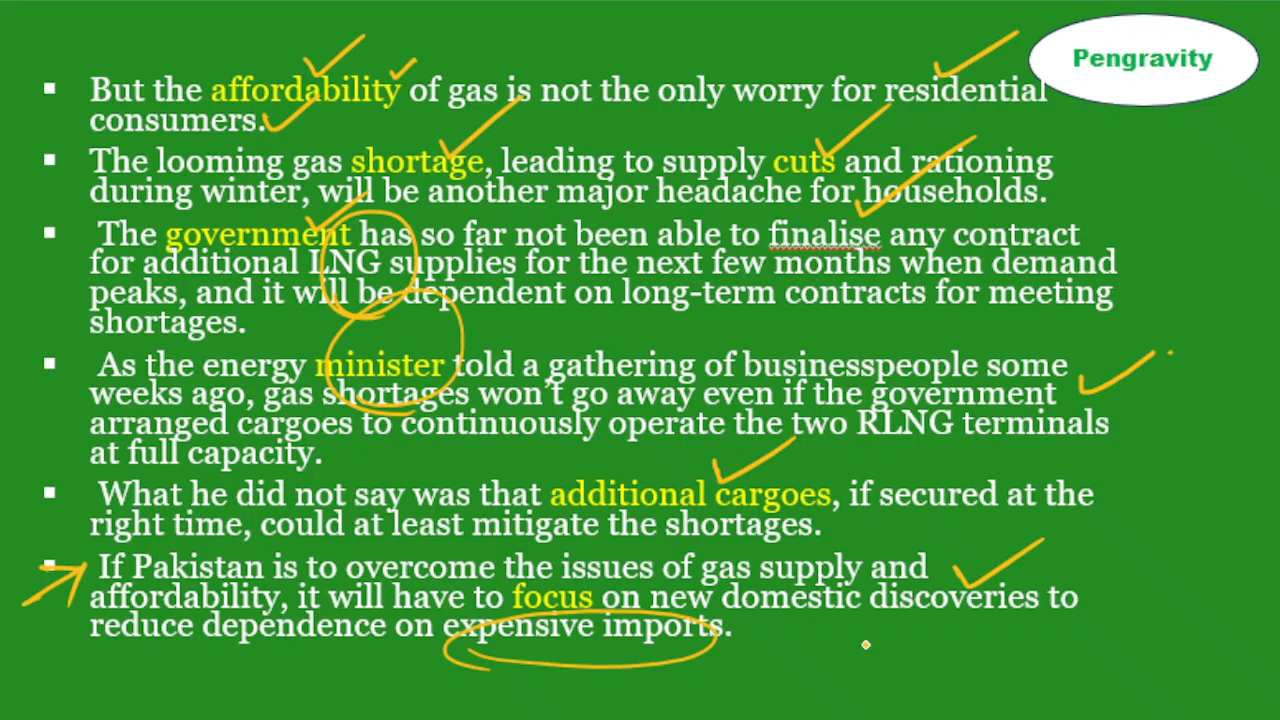 Pengravity
▪ But the affordability of gas is not the only worry for residential
consumers.
▪ The looming gas shortage, leading to supply cuts and rationing
during winter, will be another major headache for households.
▪ The government has so far not been able to finalise any contract
for additional LNG supplies for the next few months when demand
peaks, and it will be dependent on long-term contracts for meeting
shortages.
▪ As the energy minister told a gathering of businesspeople some
weeks ago, gas shortages won't go away even if the government
arranged cargoes to continuously operate the two RLNG terminals
at full capacity.
▪ What he did not say was that additional cargoes, if secured at the
right time, could at least mitigate the shortages.
▪ If Pakistan is to overcome the issues of gas supply and
affordability, it will have to focus on new domestic discoveries to
reduce dependence on expensive imports.